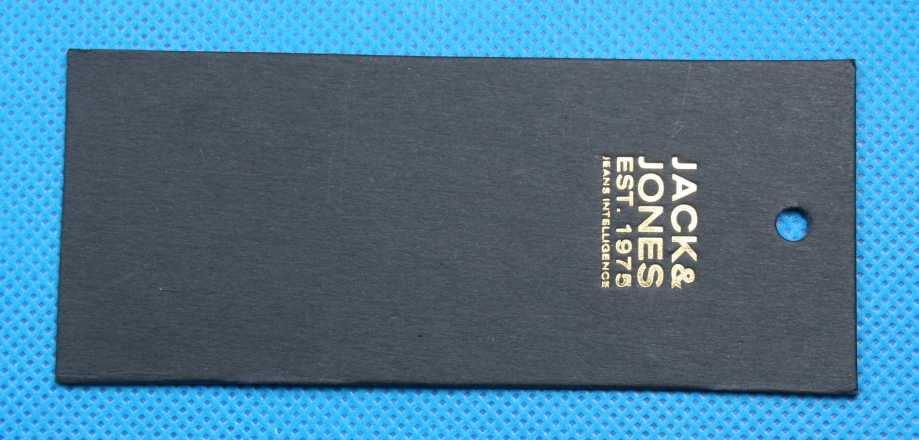 JACK&
JONES
EST. 1975
JEANS INTELLIGENCE